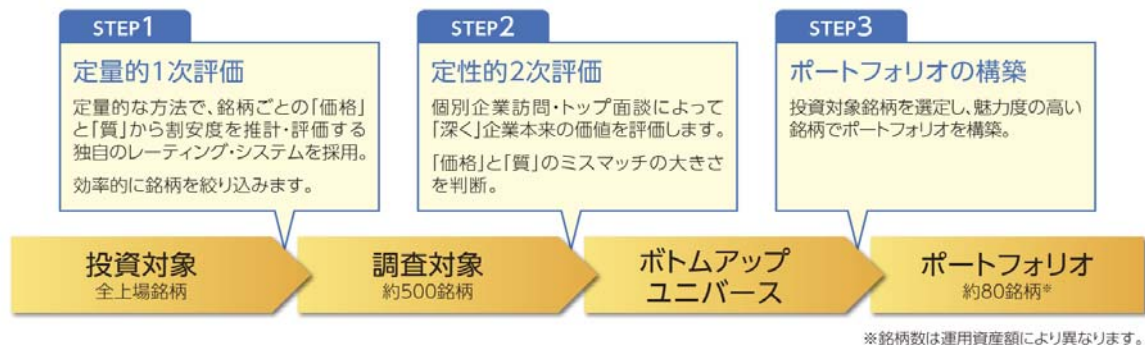 STEP1
定量的1次評価
定量的な方法で、銘柄ごとの「価格」
と「質」から割安度を推計・評価する
独自のレーティング・システムを採用。
効率的に銘柄を絞り込みます。
STEP2
定性的2次評価
個別企業訪問・トップ面談によって
「深く」企業本来の価値を評価します。
「価格」と「質」のミスマッチの大きさ
を判断。
STEP3
ポートフォリオの構築
投資対象銘柄を選定し、魅力度の高い
銘柄でポートフォリオを構築。
投資対象
全上場銘柄
調査対象
約500銘柄
ボトムアップ
ユニバース
ポートフォリオ
約80銘柄※
※銘柄数は運用資産額により異なります。